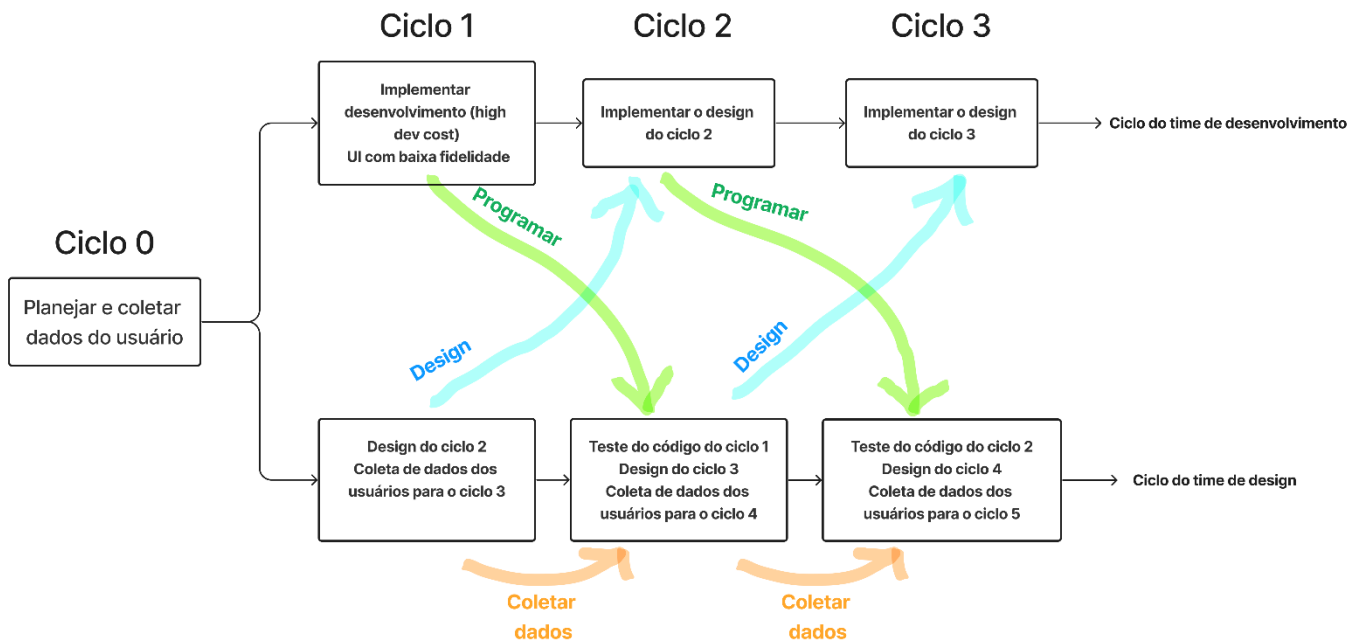 Ciclo 1
Ciclo 2
Ciclo 3
Implementar
desenvolvimento (high
dev cost)
UI com baixa fidelidade
Implementar o design
do ciclo 2
Implementar o design
do ciclo 3
Ciclo do time de desenvolvimento
Programar
Programar
Ciclo 0
Planejar e coletar
dados do usuário
Design
Design
Design do ciclo 2
Coleta de dados dos
usuários para o ciclo 3
Teste do código do ciclo 1
Design do ciclo 3
Coleta de dados dos
usuários para o ciclo 4
Teste do código do ciclo 2
Design do ciclo 4
Coleta de dados dos
usuários para o ciclo 5
Ciclo do time de design
Coletar
dados
Coletar
dados